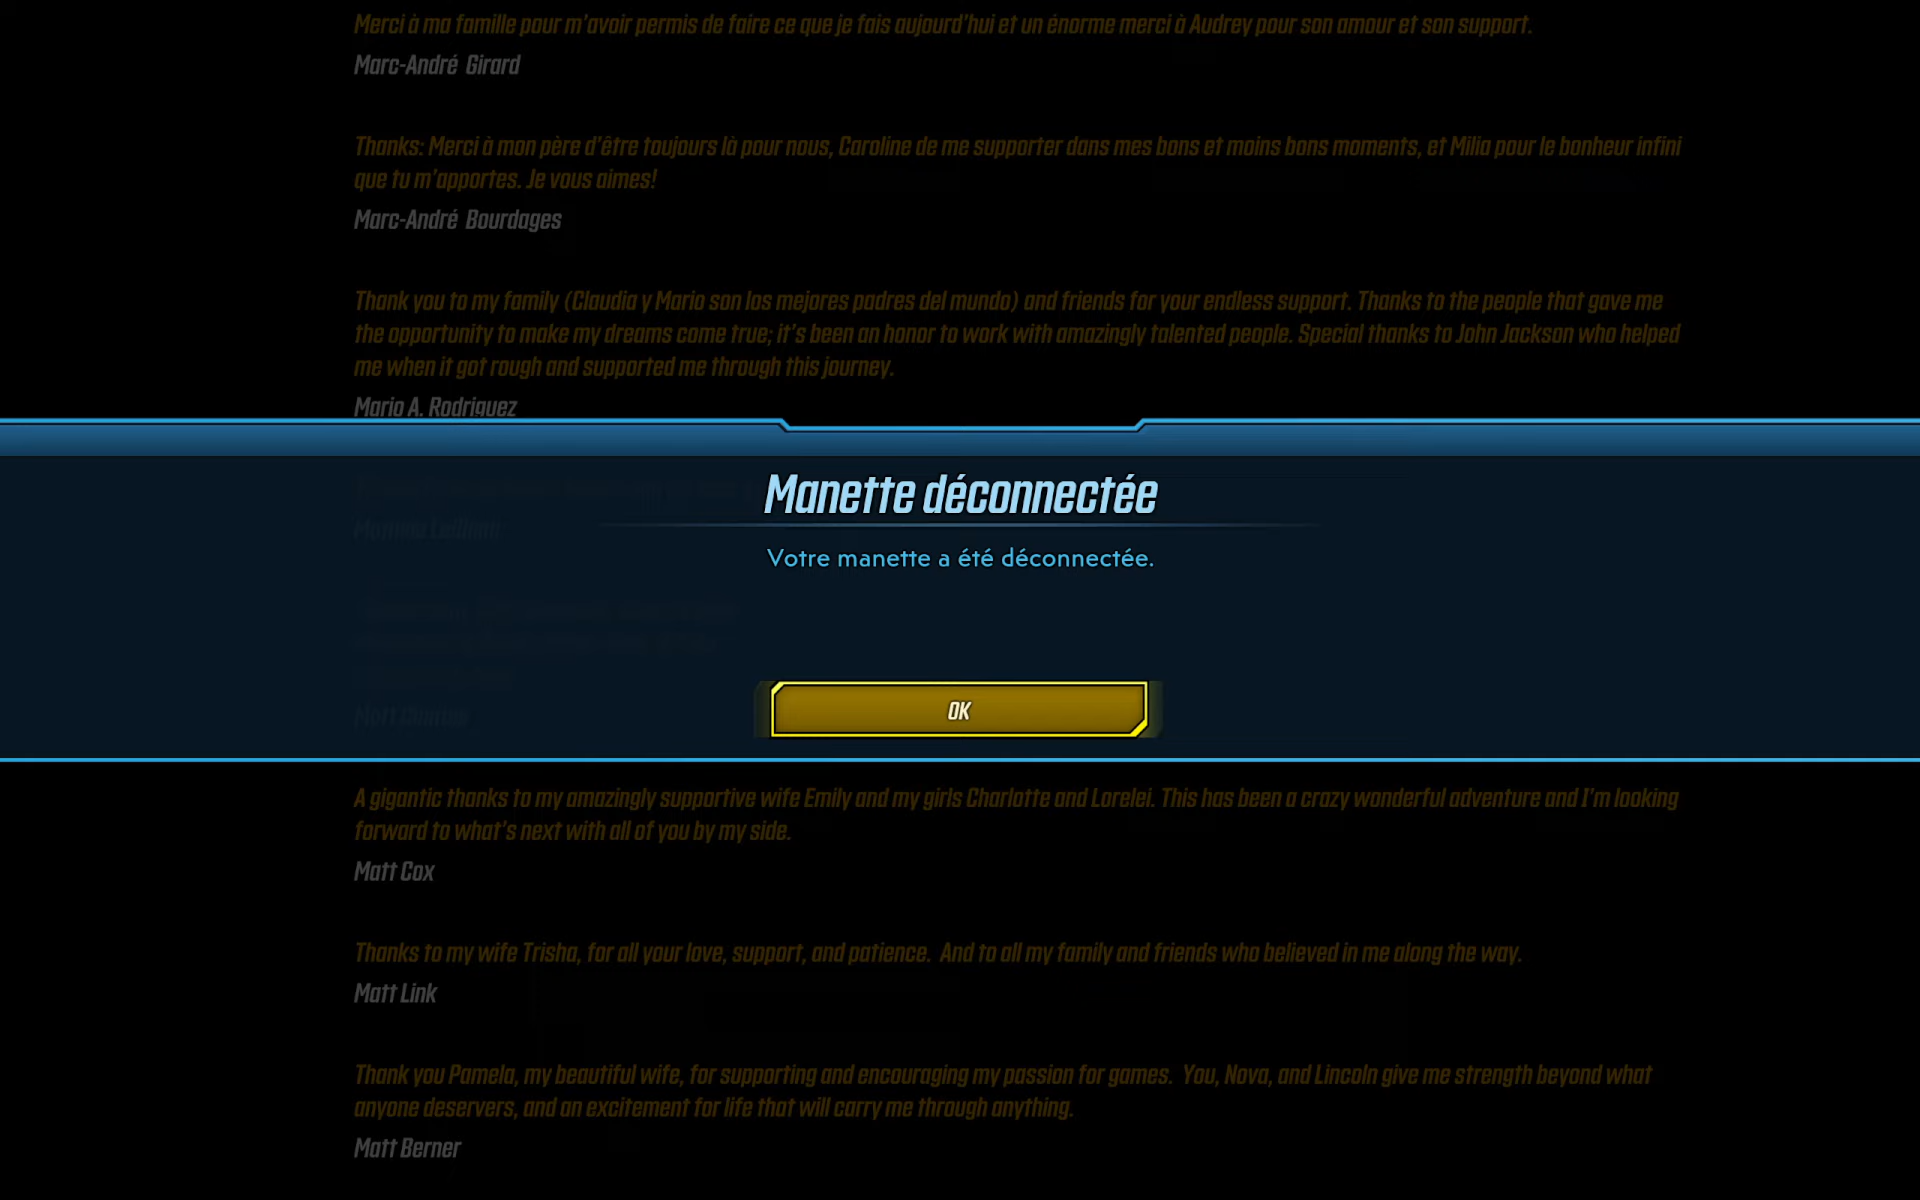 Merci à ma famille pour m'avoir permis de faire ce que je fais aujourd'hui et un énorme merci à Audrey pour son amour et son support.
Marc-André Girard
Thanks: Merci à mon père d'être toujours là pour nous, Caroline de me supporter dans mes bons et moins bons moments, et Milia pour le bonheur infini
que tu m'apportes. Je vous aimes!
Marc-André Bourdages
Thank you to my family (Claudia y Mario son los mejores padres del mundo) and friends for your endless support. Thanks to the people that gave me
the opportunity to make my dreams come true; it's been an honor to work with amazingly talented people. Special thanks to John Jackson who helped
me when it got rough and supported me through this journey.
Mario A. Rodriguez
Manette déconnectée
Votre manette a été déconnectée.
OK
A gigantic thanks to my amazingly supportive wife Emily and my girls Charlotte and Lorelei. This has been a crazy wonderful adventure and I'm looking
forward to what's next with all of you by my side.
Matt Cox
Thanks to my wife Trisha, for all your love, support, and patience. And to all my family and friends who believed in me along the way.
Matt Link
Thank you Pamela, my beautiful wife, for supporting and encouraging my passion for games. You, Nova, and Lincoln give me strength beyond what
anyone deservers, and an excitement for life that will carry me through anything.
Matt Berner